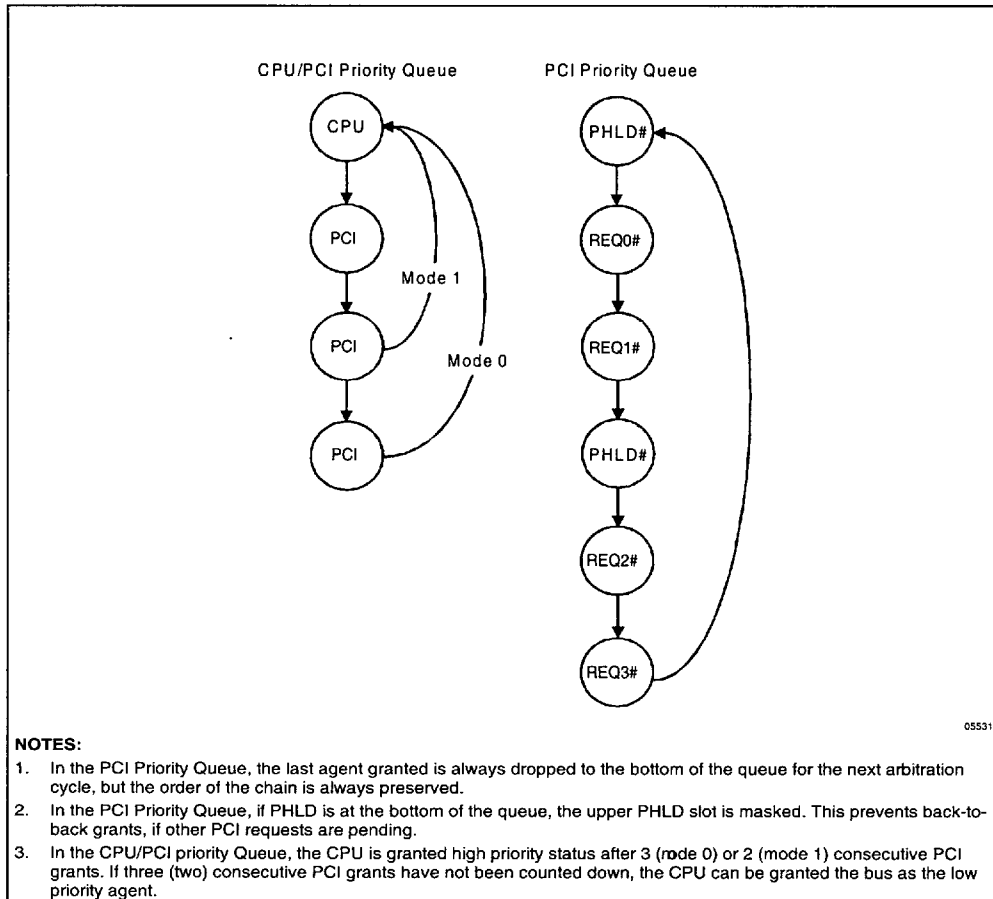 CPU/PCI Priority Queue
CPU
PCI
PCI
PCI
Mode 1
Mode 0
PCI Priority Queue
PHLD#
REQ0#
REQ1#
PHLD#
REQ2#
REQ3#
05531
NOTES:
1. In the PCI Priority Queue, the last agent granted is always dropped to the bottom of the queue for the next arbitration
cycle, but the order of the chain is always preserved.
2. In the PCI Priority Queue, if PHLD is at the bottom of the queue, the upper PHLD slot is masked. This prevents back-to-
back grants, if other PCI requests are pending.
3. In the CPU/PCI priority Queue, the CPU is granted high priority status after 3 (mode 0) or 2 (mode 1) consecutive PCI
grants. If three (two) consecutive PCI grants have not been counted down, the CPU can be granted the bus as the low
priority agent.